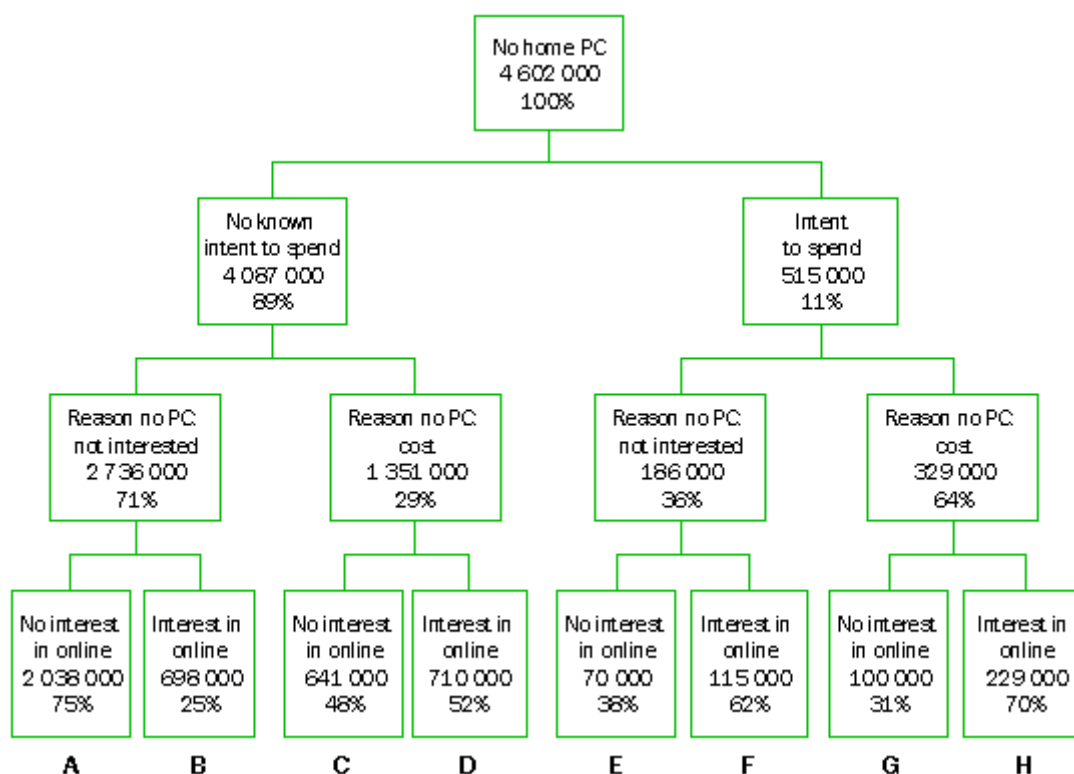 No home PC
4 602 000
100%
No known
intent to spend
4 087 000
89%
Intent
to spend
515 000
11%
Reason no PC:
not interested
2 736 000
71%
Reason no PC:
cost
1 351 000
29%
Reason no PC:
not interested
186 000
36%
Reason no PC:
cost
329 000
64%
No interest
in online
2 038 000
75%
Interest in
online
698 000
25%
No interest
in online
641 000
48%
Interest in
online
710 000
52%
No interest
in online
70 000
38%
Interest in
online
115 000
62%
No interest
in online
100 000
31%
Interest in
online
229 000
70%
A B C D E F G H